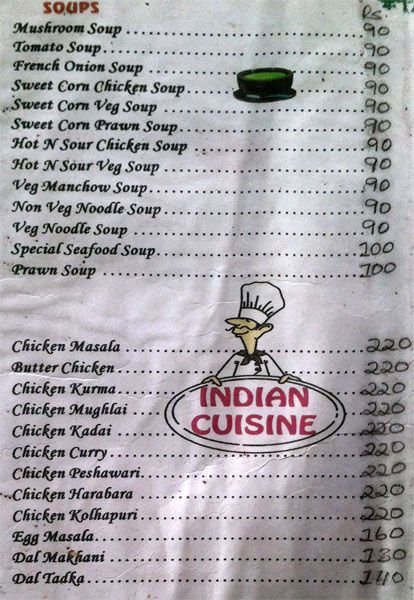 SOUPS Rs.
Mushroom Soup 90
Tomato Soup 90
French Onion Soup 90
Sweet Corn Chicken Soup 90
Sweet Corn Veg Soup 90
Sweet Corn Prawn Soup 90
Hot N Sour Chicken Soup 90
Hot N Sour Veg Soup 90
Veg Manchow Soup 90
Non Veg Noodle Soup 90
Veg Noodle Soup 90
Special Seafood Soup 100
Prawn Soup 100
INDIAN
CUISINE
Chicken Masala 220
Butter Chicken 220
Chicken Kurma 220
Chicken Mughlai 220
Chicken Kadai 220
Chicken Curry 220
Chicken Peshawari 220
Chicken Harabara 220
Chicken Kolhapuri 220
Egg Masala 160
Dal Makhani 130
Dal Tadka 140